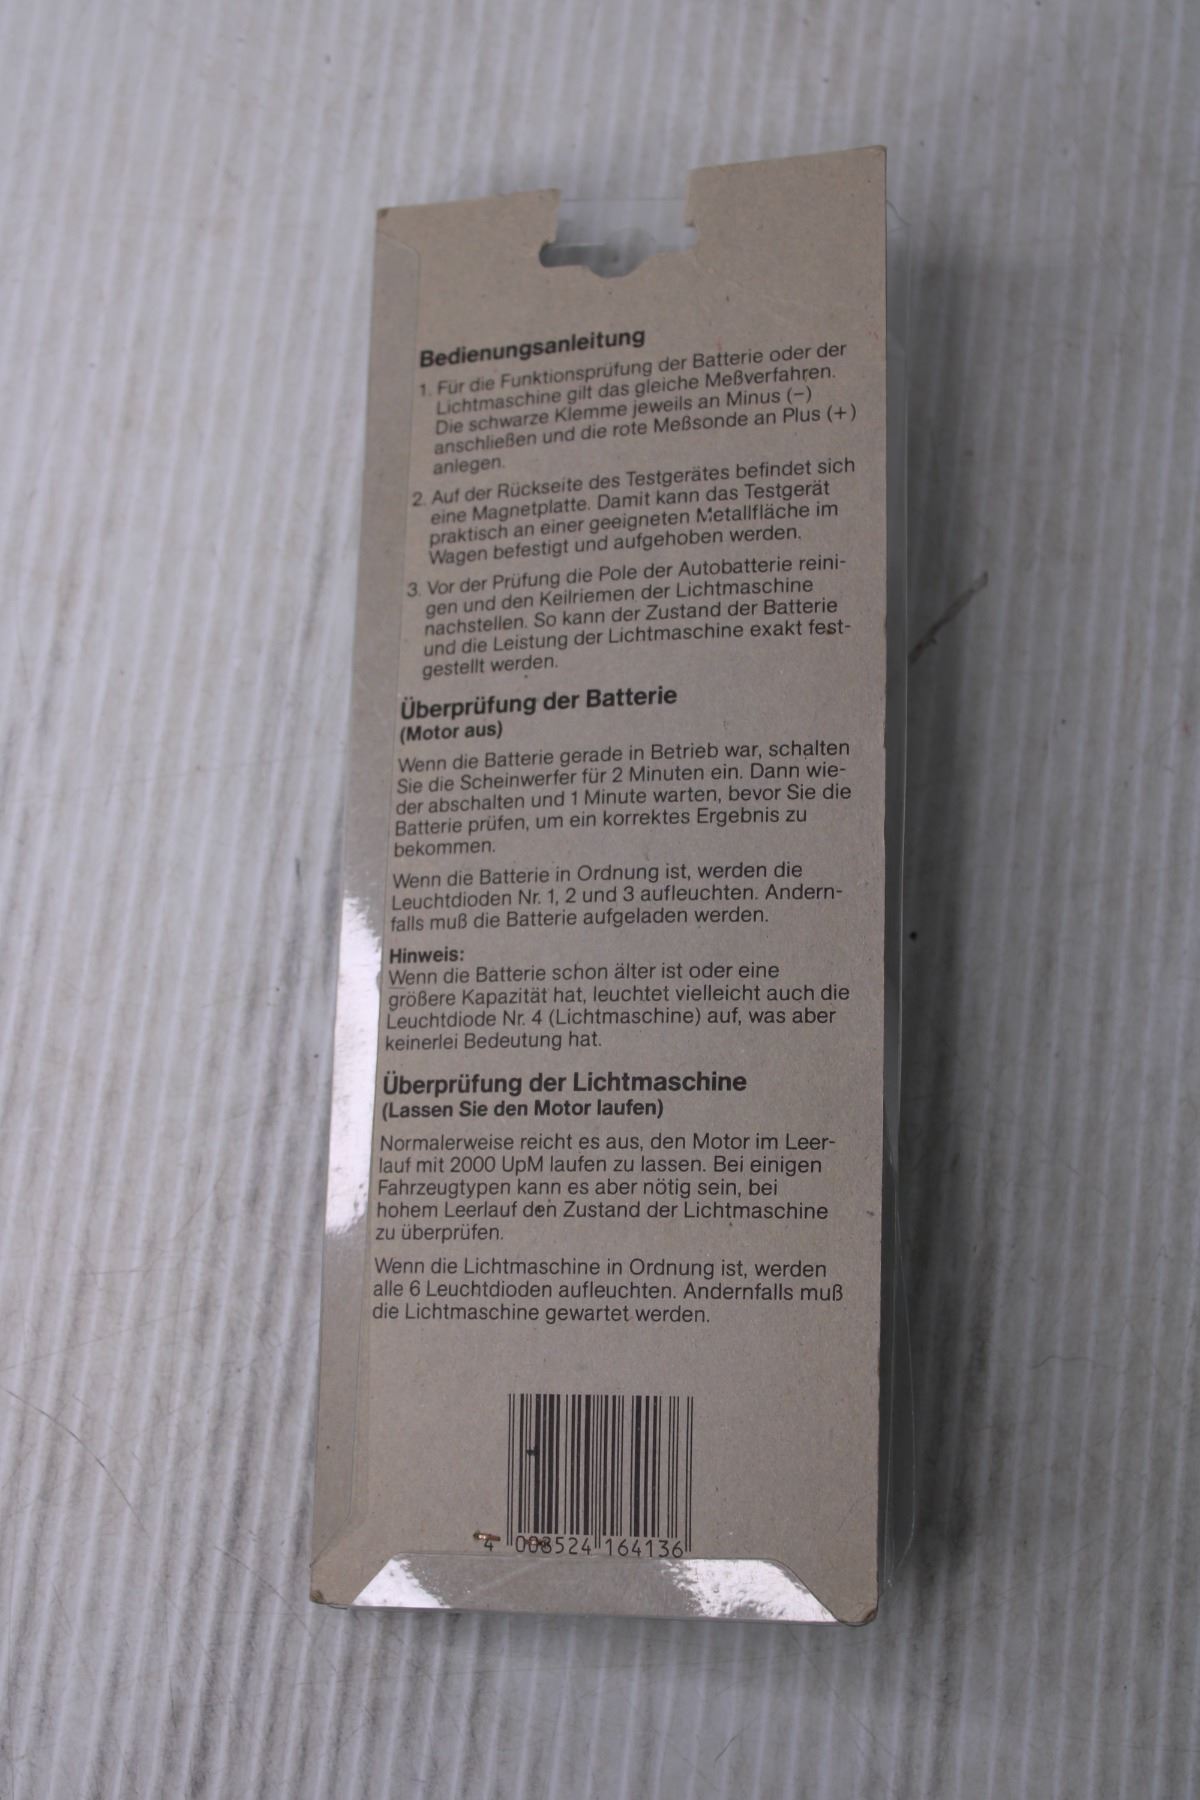 Bedienungsanleitung
1. Für die Funktionsprüfung der Batterie oder der
Lichtmaschine gilt das gleiche Meßverfahren.
Die schwarze Klemme jeweils an Minus (−)
anschließen und die rote Meßsonde an Plus (+)
anlegen.
2. Auf der Rückseite des Testgerätes befindet sich
eine Magnetplatte. Damit kann das Testgerät
praktisch an einer geeigneten Metallfläche im
Wagen befestigt und aufgehoben werden.
3. Vor der Prüfung die Pole der Autobatterie reini-
gen und den Keilriemen der Lichtmaschine
nachstellen. So kann der Zustand der Batterie
und die Leistung der Lichtmaschine exakt fest-
gestellt werden.
Überprüfung der Batterie
(Motor aus)
Wenn die Batterie gerade in Betrieb war, schalten
Sie die Scheinwerfer für 2 Minuten ein. Dann wie-
der abschalten und 1 Minute warten, bevor Sie die
Batterie prüfen, um ein korrektes Ergebnis zu
bekommen.
Wenn die Batterie in Ordnung ist, werden die
Leuchtdioden Nr. 1, 2 und 3 aufleuchten. Andern-
falls muß die Batterie aufgeladen werden.
Hinweis:
Wenn die Batterie schon älter ist oder eine
größere Kapazität hat, leuchtet vielleicht auch die
Leuchtdiode Nr. 4 (Lichtmaschine) auf, was aber
keinerlei Bedeutung hat.
Überprüfung der Lichtmaschine
(Lassen Sie den Motor laufen)
Normalerweise reicht es aus, den Motor im Leer-
lauf mit 2000 UpM laufen zu lassen. Bei einigen
Fahrzeugtypen kann es aber nötig sein, bei
hohem Leerlauf den Zustand der Lichtmaschine
zu überprüfen.
Wenn die Lichtmaschine in Ordnung ist, werden
alle 6 Leuchtdioden aufleuchten. Andernfalls muß
die Lichtmaschine gewartet werden.
4 008524 164136